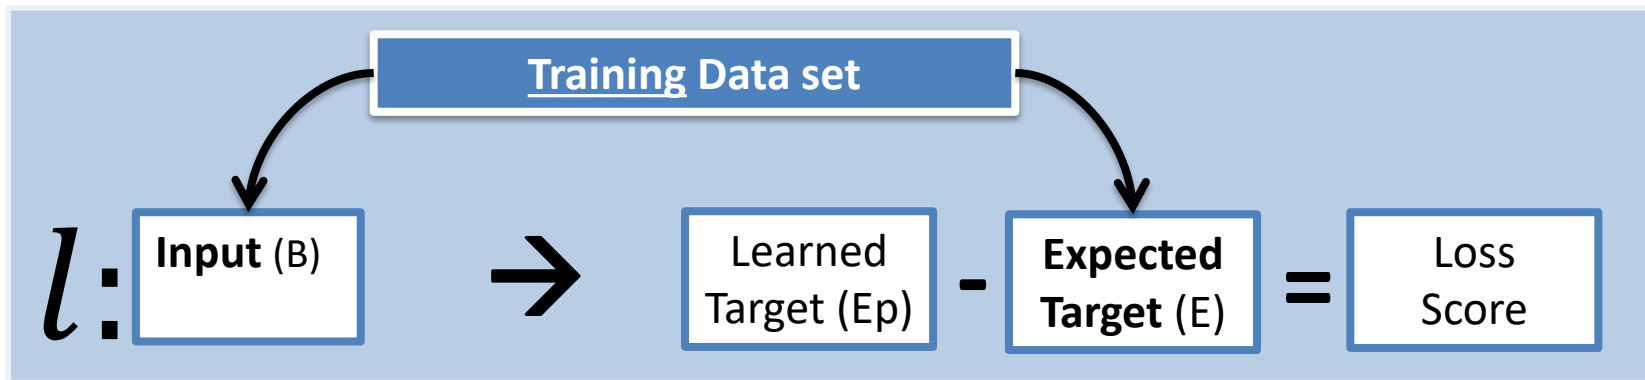 Training Data set
l: Input (B) → Learned Target (Ep) - Expected Target (E) = Loss Score